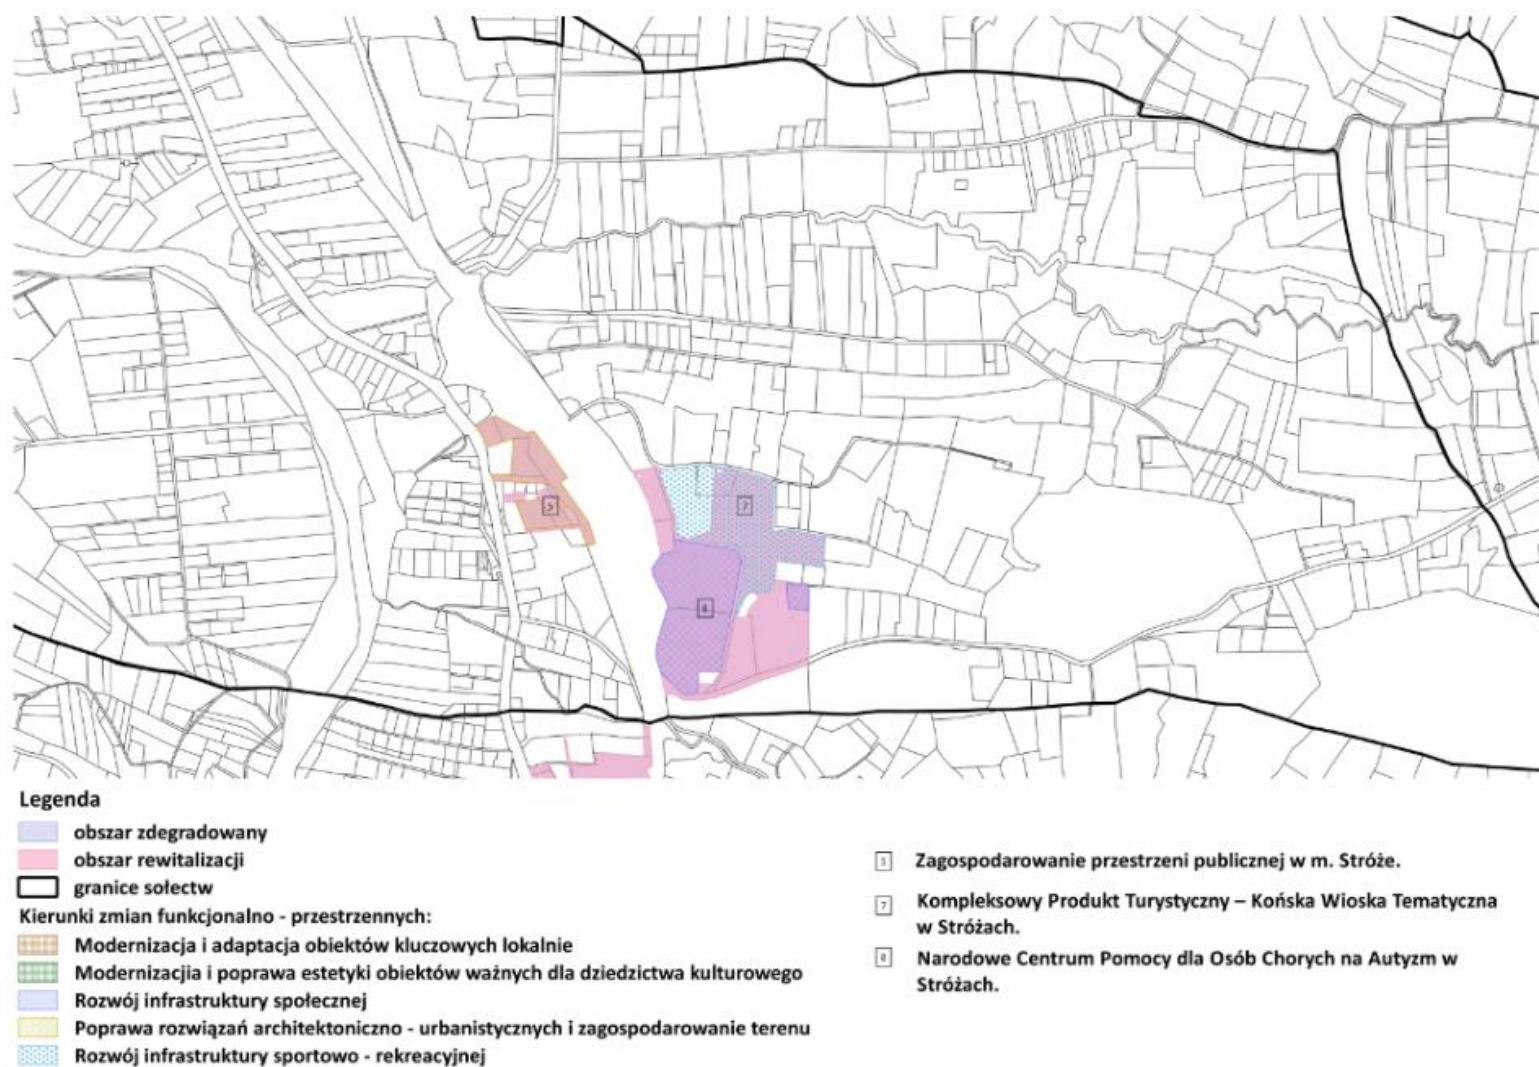 5
7
8
Legenda
obszar zdegradowany
obszar rewitalizacji
granice sołectw
Kierunki zmian funkcjonalno - przestrzennych:
Modernizacja i adaptacja obiektów kluczowych lokalnie
Modernizacjia i poprawa estetyki obiektów ważnych dla dziedzictwa kulturowego
Rozwój infrastruktury społecznej
Poprawa rozwiązań architektoniczno - urbanistycznych i zagospodarowanie terenu
Rozwój infrastruktury sportowo - rekreacyjnej
5 Zagospodarowanie przestrzeni publicznej w m. Stróże.
7 Kompleksowy Produkt Turystyczny – Końska Wioska Tematyczna
w Stróżach.
8 Narodowe Centrum Pomocy dla Osób Chorych na Autyzm w
Stróżach.